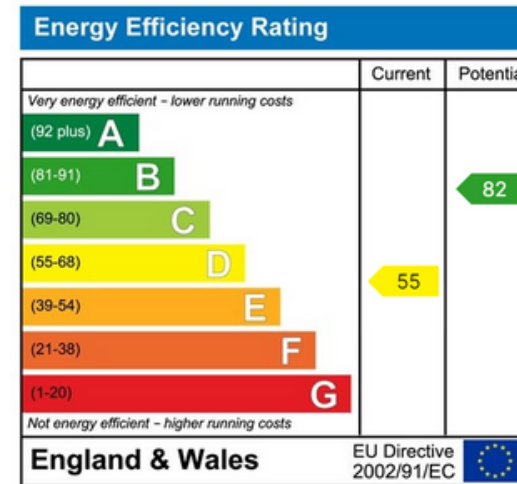 Energy Efficiency Rating
Current Potentia
Very energy efficient – lower running costs
(92 plus) A
(81-91) B
82
(69-80) C
(55-68) D
55
(39-54) E
(21-38) F
(1-20) G
Not energy efficient – higher running costs
England & Wales
EU Directive
2002/91/EC